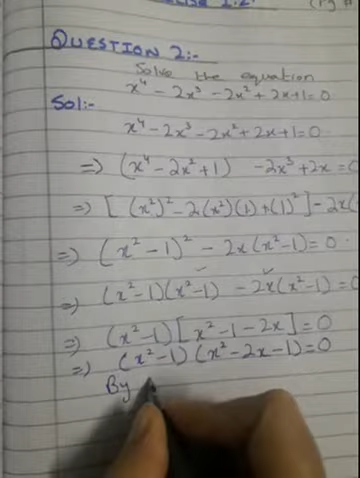 QUESTION 2:-
Solve the equation
x⁴ - 2x³ - 2x² + 2x + 1 = 0
Sol:-
x⁴ - 2x³ - 2x² + 2x + 1 = 0
=> (x⁴ - 2x² + 1) - 2x³ + 2x = 0
=> [(x²)² - 2(x²)(1) + (1)²] - 2x(
=> (x² - 1)² - 2x(x² - 1) = 0
=> (x² - 1)(x² - 1) - 2x(x² - 1) = 0
=> (x² - 1)[x² - 1 - 2x] = 0
=> (x² - 1)(x² - 2x - 1) = 0
By